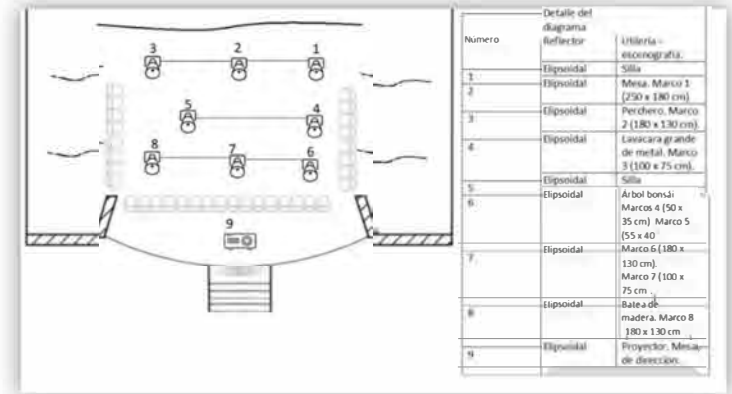 3 2 1
5 4
8 7 6
9
Número
Detalle del
diagrama
Reflector
Utilería -
escenografía.
1
Elipsoidal
Silla
2
Elipsoidal
Mesa. Marco 1
(250 x 180 cm)
3
Elipsoidal
Perchero. Marco
2 (180 x 130 cm).
4
Elipsoidal
Lavacara grande
de metal. Marco
3 (100 x 75 cm).
5
Elipsoidal
Silla
6
Elipsoidal
Árbol bonsái
Marcos 4 (50 x
35 cm) Marco 5
(55 x 40
7
Elipsoidal
Marco 6 (180 x
130 cm).
Marco 7 (100 x
75 cm .
8
Elipsoidal
Batea de
madera. Marco 8
180 x 130 cm
9
Elipsoidal
Proyector. Mesa
de direccion.